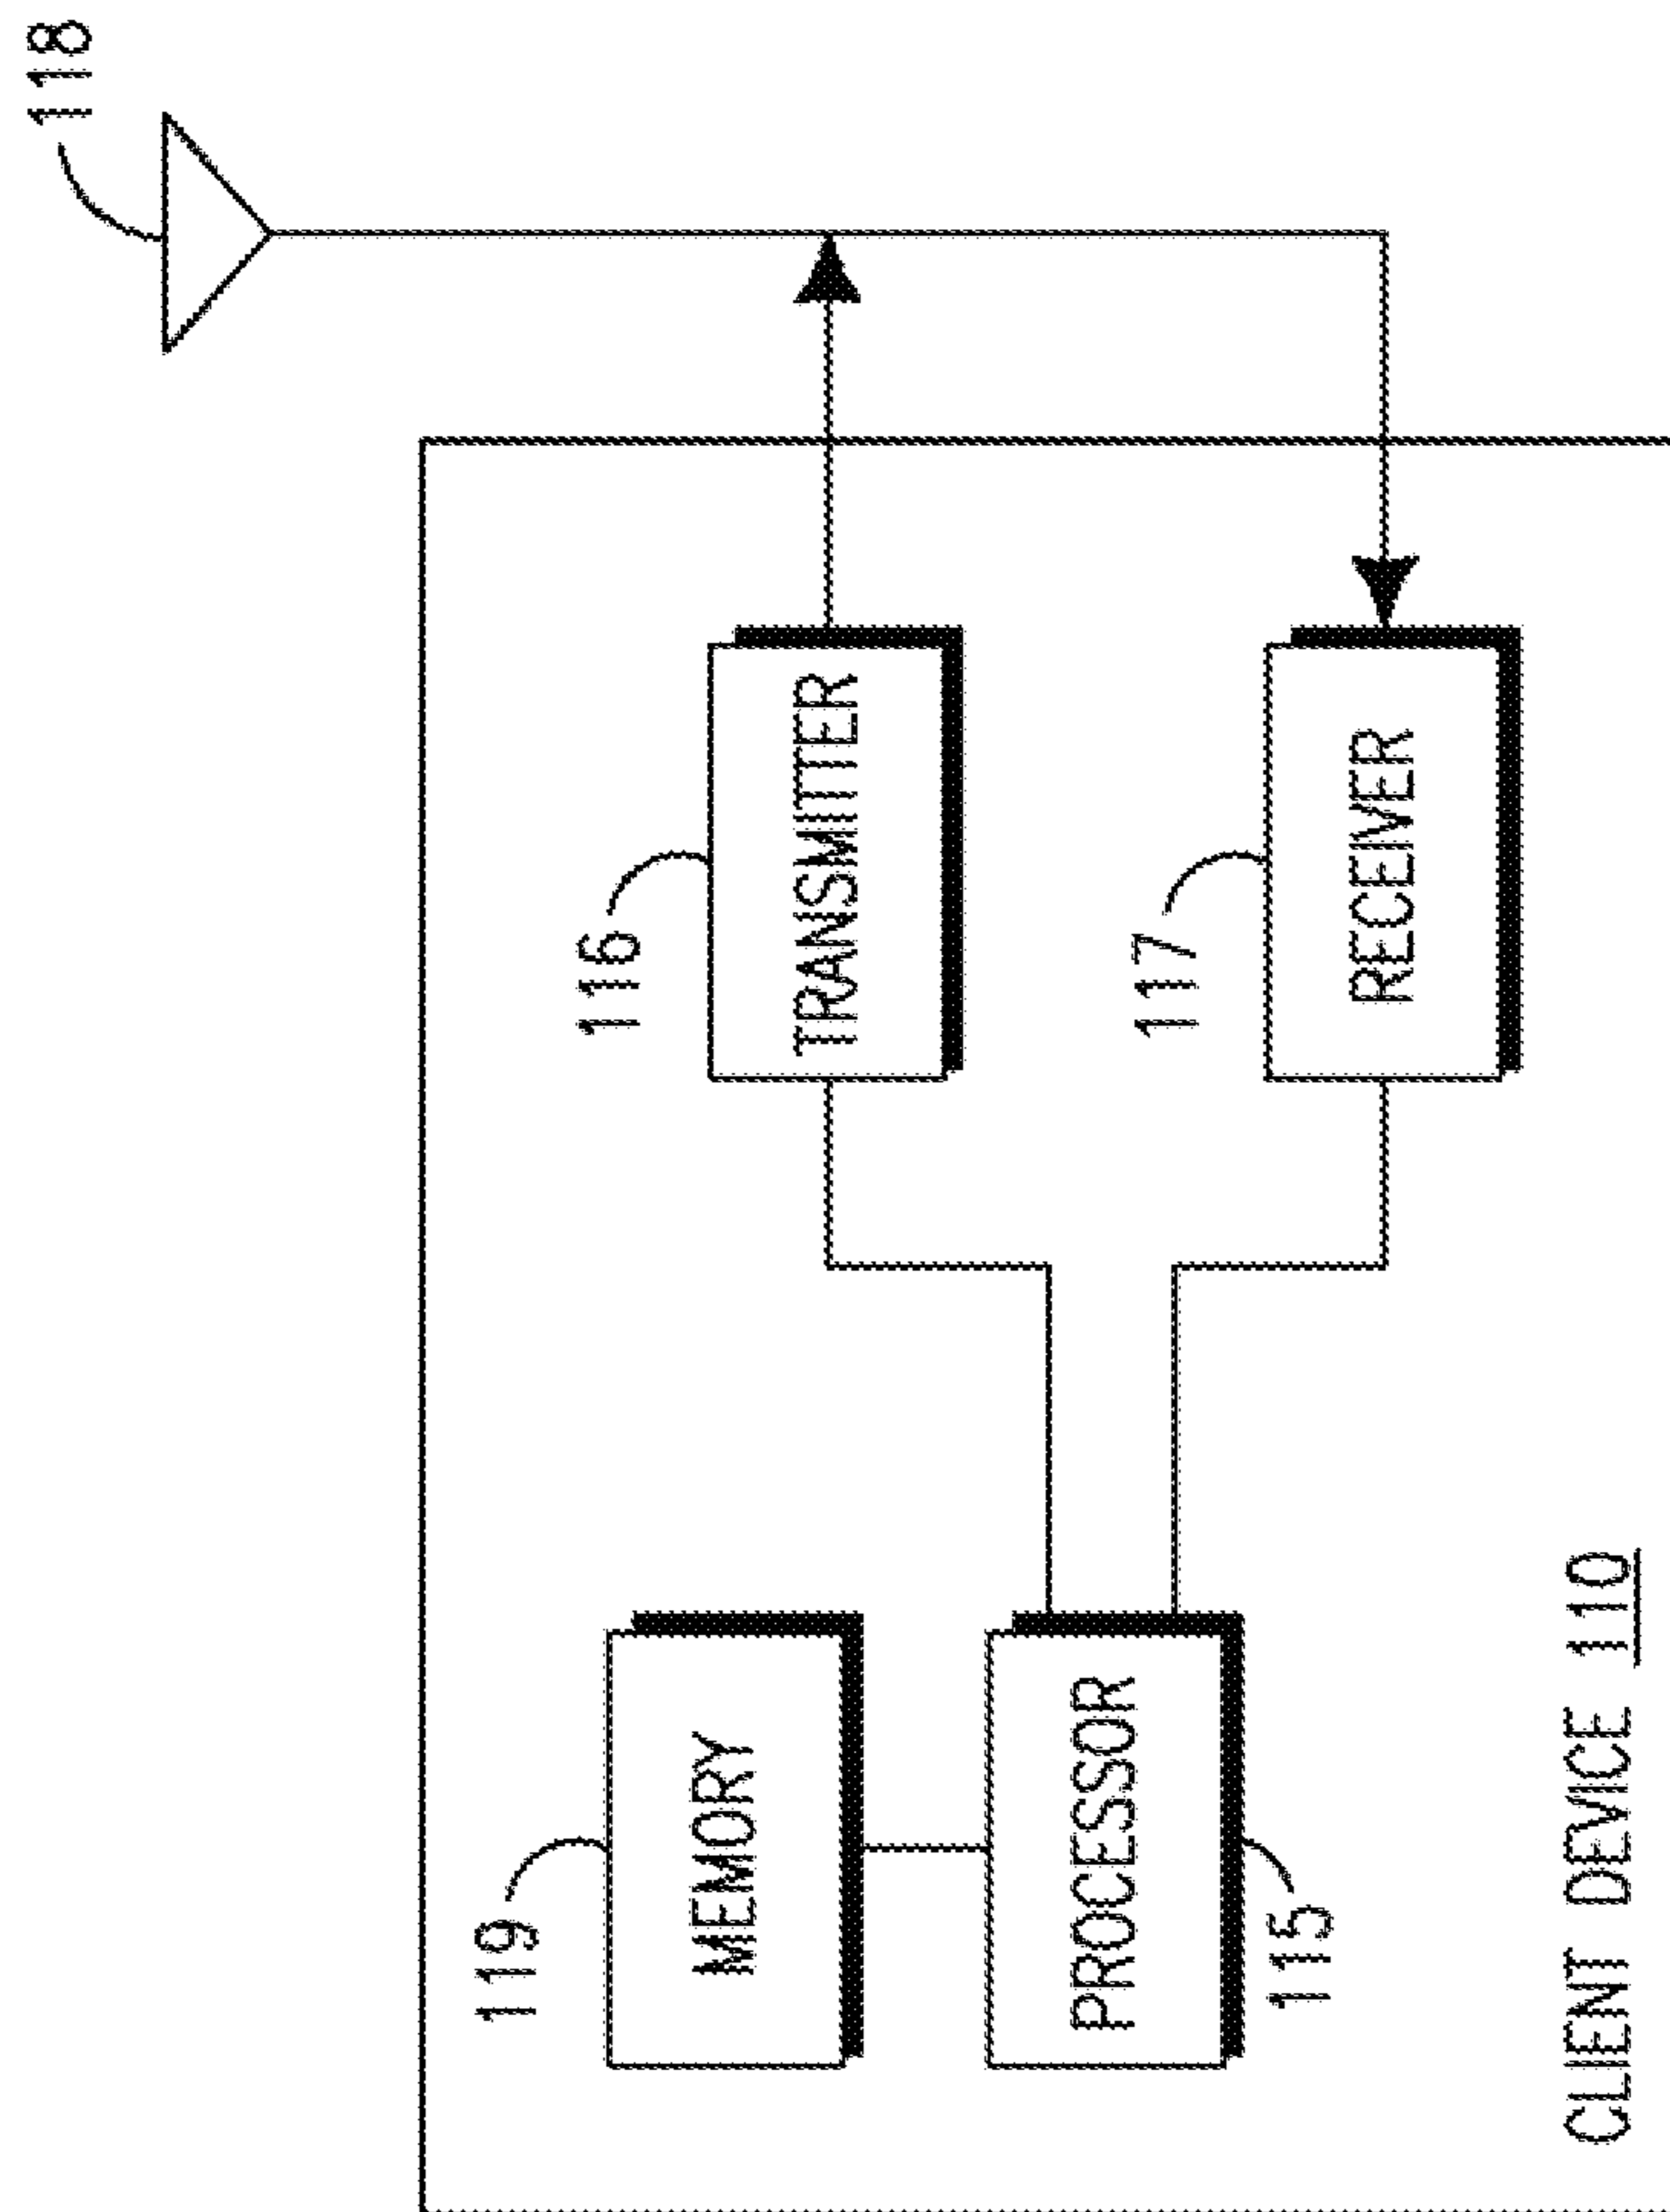 118
116
TRANSMITTER
117
RECEIVER
119
MEMORY
PROCESSOR
115
CLIENT DEVICE 110